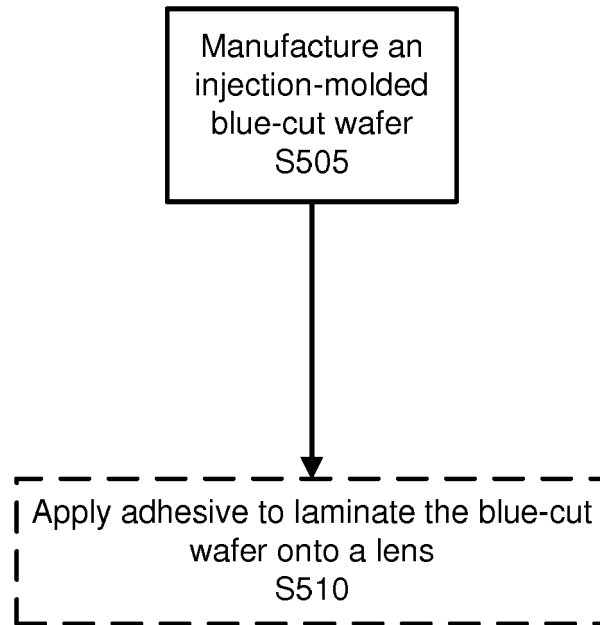 Manufacture an
injection-molded
blue-cut wafer
S505
Apply adhesive to laminate the blue-cut
wafer onto a lens
S510